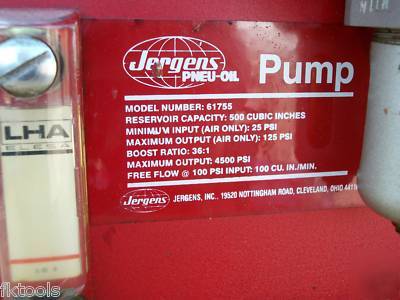 Jergens
PNEU-OIL
Pump
MODEL NUMBER: 61755
RESERVOIR CAPACITY: 500 CUBIC INCHES
MINIMUM INPUT (AIR ONLY): 25 PSI
MAXIMUM OUTPUT (AIR ONLY): 125 PSI
BOOST RATIO: 36:1
MAXIMUM OUTPUT: 4500 PSI
FREE FLOW @ 100 PSI INPUT: 100 CU. IN./MIN.
Jergens
JERGENS, INC., 19520 NOTTINGHAM ROAD, CLEVELAND, OHIO
LHA
ELESA
fktools